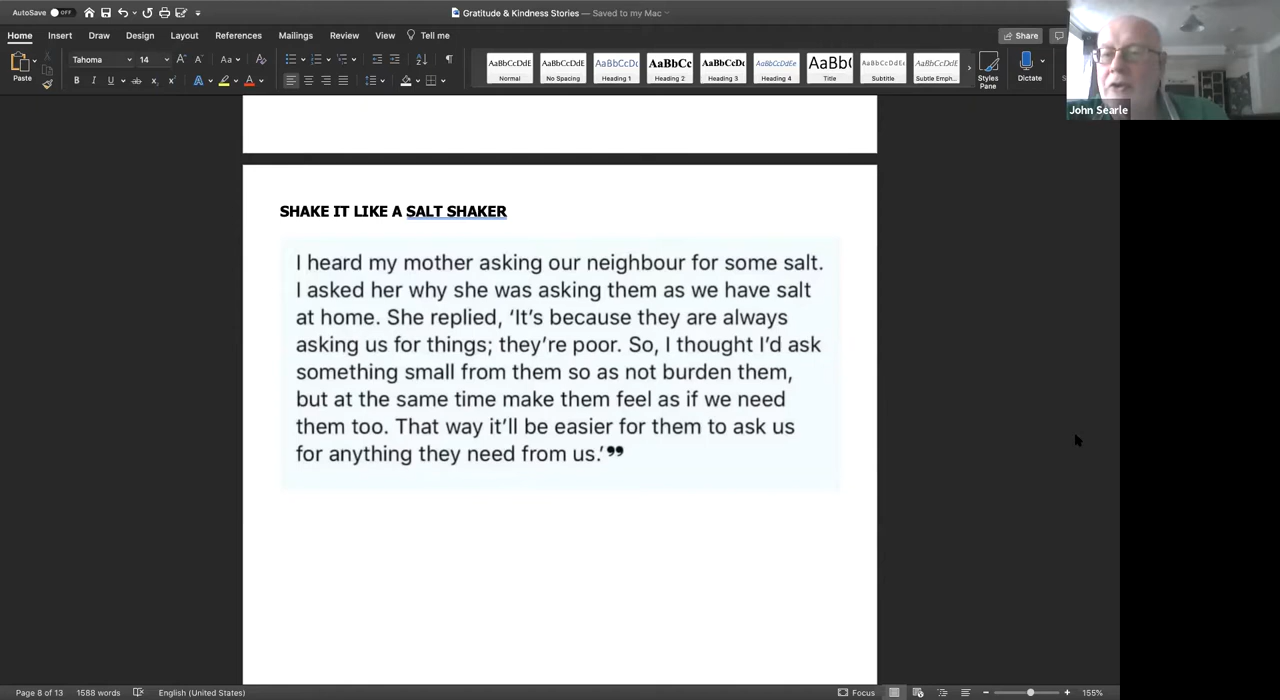 AutoSave OFF
Gratitude & Kindness Stories — Saved to my Mac
Home Insert Draw Design Layout References Mailings Review View Tell me
Share
Paste
Tahoma 14
AaBbCcDdE AaBbCcDdE AaBbCcD AaBbCc AaBbCcD AaBbCcDdEe AaBb AaBbCcDdE AaBbCcDdE
Normal No Spacing Heading 1 Heading 2 Heading 3 Heading 4 Title Subtitle Subtle Emph...
Styles Pane
Dictate
John Searle
SHAKE IT LIKE A SALT SHAKER
I heard my mother asking our neighbour for some salt.
I asked her why she was asking them as we have salt
at home. She replied, ‘It’s because they are always
asking us for things; they’re poor. So, I thought I’d ask
something small from them so as not burden them,
but at the same time make them feel as if we need
them too. That way it’ll be easier for them to ask us
for anything they need from us.’”
Page 8 of 13 1588 words English (United States) Focus 155%